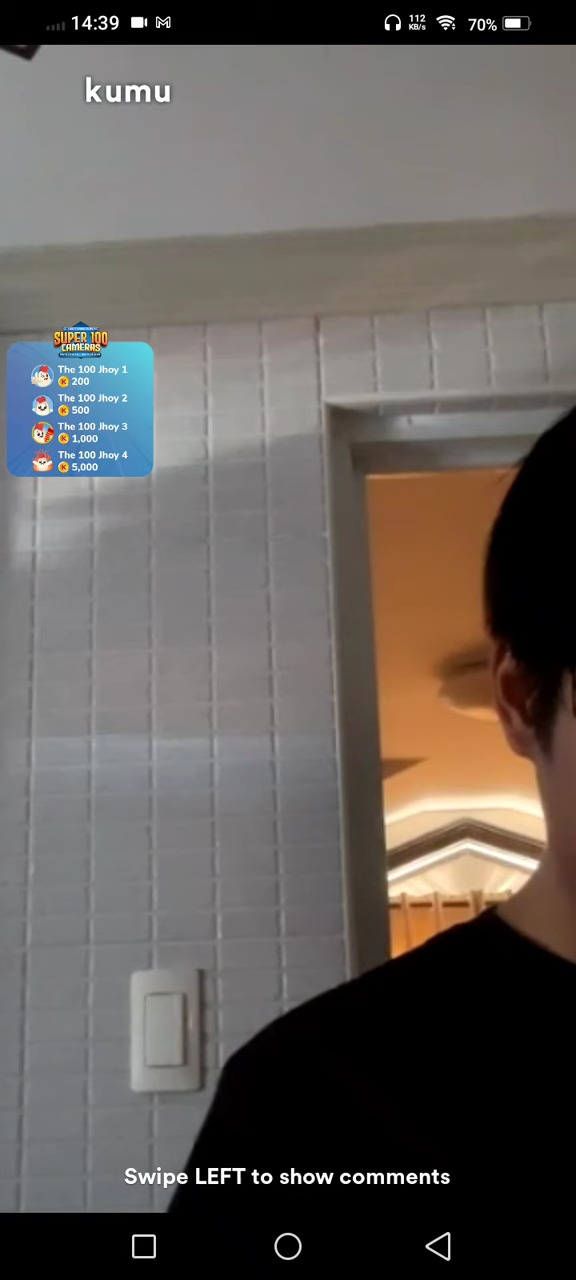 14:39
112
KB/s
70%
kumu
SUPER 100
CAMERAS
The 100 Jhoy 1
K 200
The 100 Jhoy 2
K 500
The 100 Jhoy 3
K 1,000
The 100 Jhoy 4
K 5,000
Swipe LEFT to show comments